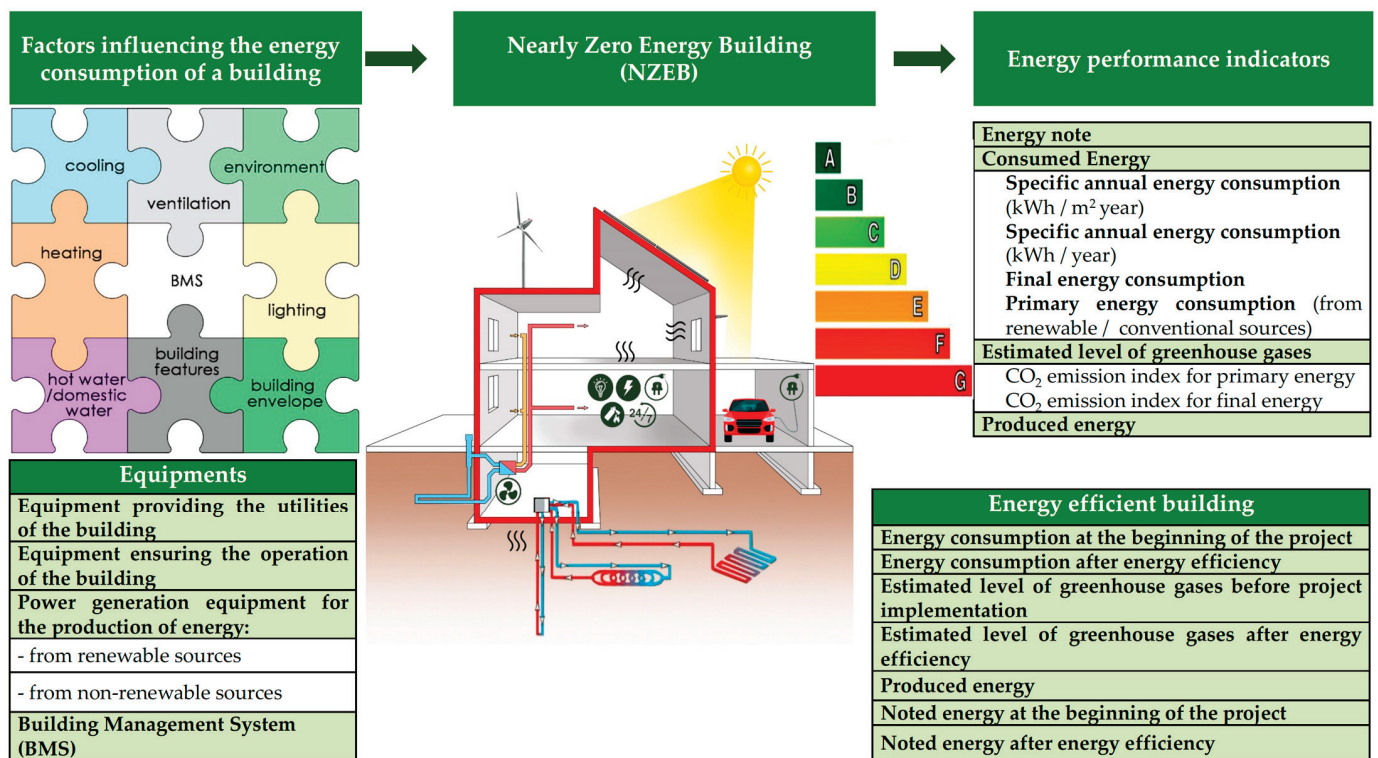 Factors influencing the energy
consumption of a building
Nearly Zero Energy Building
(NZEB)
Energy performance indicators
cooling
environment
ventilation
heating
BMS
lighting
building
features
hot water
/domestic
water
building
envelope
Equipments
Equipment providing the utilities
of the building
Equipment ensuring the operation
of the building
Power generation equipment for
the production of energy:
- from renewable sources
- from non-renewable sources
Building Management System
(BMS)
24/7
A
B
C
D
E
F
G
Energy note
Consumed Energy
Specific annual energy consumption
(kWh / m² year)
Specific annual energy consumption
(kWh / year)
Final energy consumption
Primary energy consumption (from
renewable / conventional sources)
Estimated level of greenhouse gases
CO₂ emission index for primary energy
CO₂ emission index for final energy
Produced energy
Energy efficient building
Energy consumption at the beginning of the project
Energy consumption after energy efficiency
Estimated level of greenhouse gases before project
implementation
Estimated level of greenhouse gases after energy
efficiency
Produced energy
Noted energy at the beginning of the project
Noted energy after energy efficiency